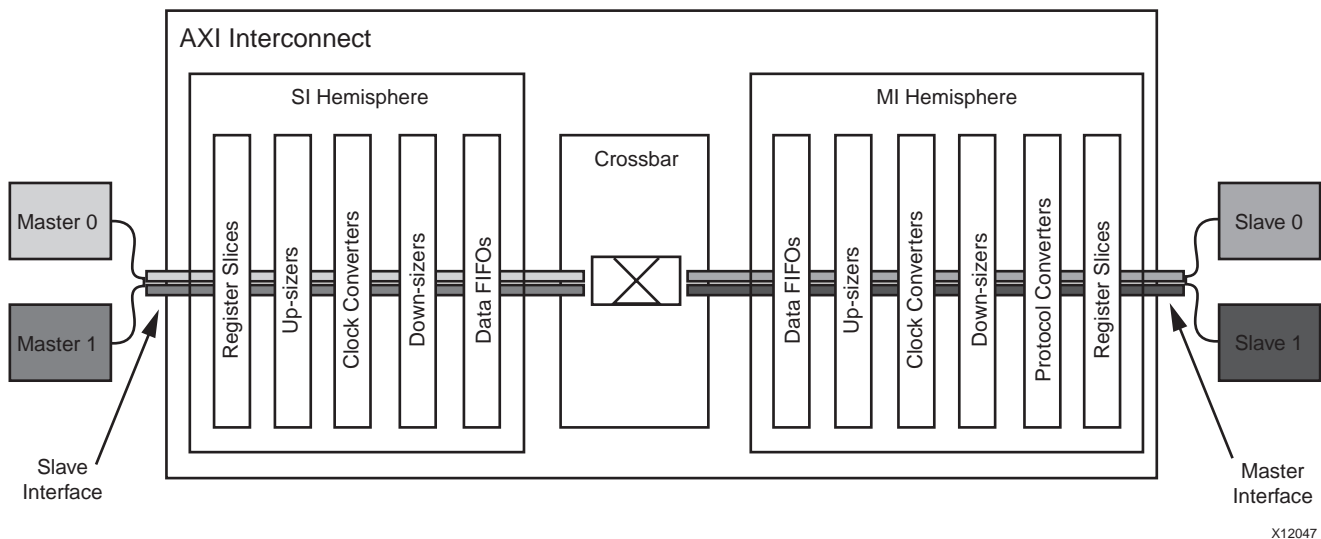 AXI Interconnect
SI Hemisphere
MI Hemisphere
Crossbar
Master 0
Master 1
Register Slices
Up-sizers
Clock Converters
Down-sizers
Data FIFOs
Data FIFOs
Up-sizers
Clock Converters
Down-sizers
Protocol Converters
Register Slices
Slave 0
Slave 1
Slave
Interface
Master
Interface
X12047